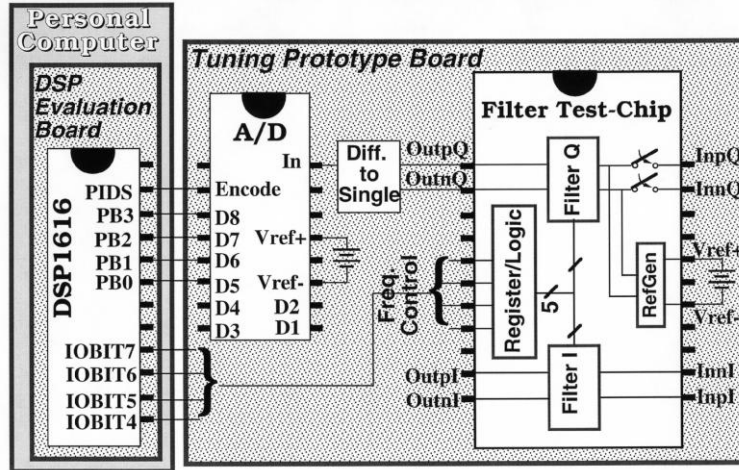 Personal
Computer
DSP
Evaluation
Board
DSP1616
PIDS
PB3
PB2
PB1
PB0
IOBIT7
IOBIT6
IOBIT5
IOBIT4
Tuning Prototype Board
A/D
In
Encode
D8
D7
Vref+
D6
D5
Vref-
D4
D2
D3
D1
Diff.
to
Single
Freq.
Control
Filter Test-Chip
OutpQ
OutnQ
Filter Q
InpQ
InnQ
Register/Logic
5
RefGen
Vref+
Vref-
OutpI
OutnI
Filter I
InnI
InpI